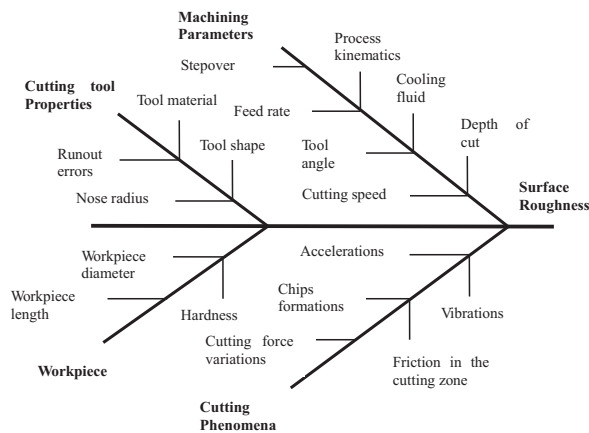 Machining
Parameters
Process
kinematics
Stepover
Cooling
fluid
Cutting tool
Properties
Tool material
Feed rate
Depth of
cut
Tool shape
Tool
angle
Runout
errors
Nose radius
Cutting speed
Surface
Roughness
Workpiece
diameter
Accelerations
Workpiece
length
Hardness
Chips
formations
Vibrations
Cutting force
variations
Friction in the
cutting zone
Workpiece
Cutting
Phenomena